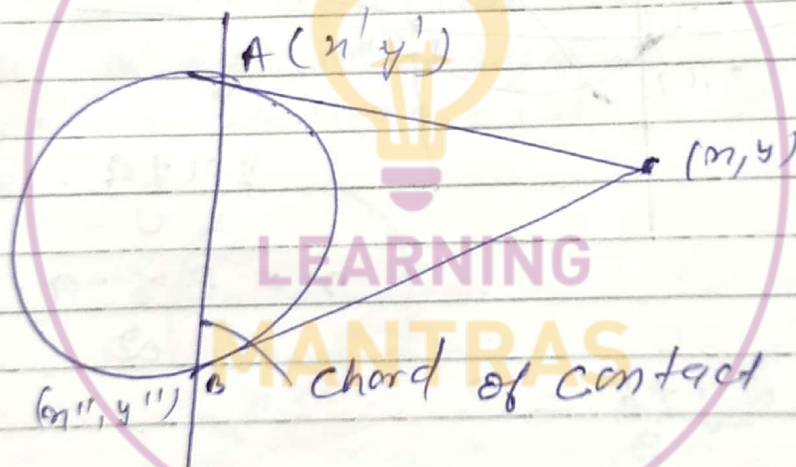 A (x' y')
(x, y)
LEARNING
MANTRAS
B
chord of contact
(x'', y'')